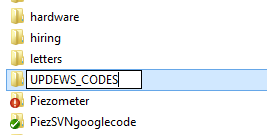 hardware
hiring
letters
UPDEWS_CODES
Piezometer
PiezSVNgooglecode